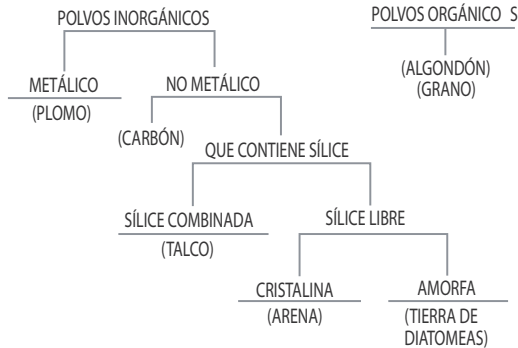 POLVOS INORGÁNICOS
POLVOS ORGÁNICO S
METÁLICO
(PLOMO)
NO METÁLICO
(ALGONDÓN)
(GRANO)
(CARBÓN)
QUE CONTIENE SÍLICE
SÍLICE COMBINADA
(TALCO)
SÍLICE LIBRE
CRISTALINA
(ARENA)
AMORFA
(TIERRA DE
DIATOMEAS)